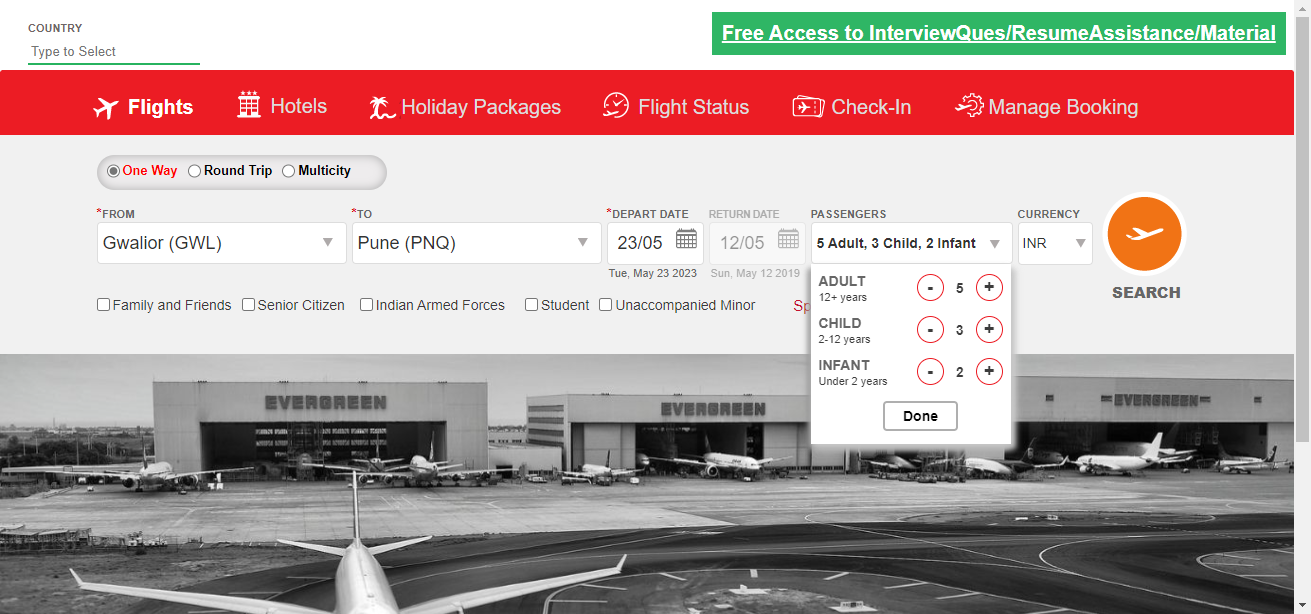 COUNTRY
Type to Select
Free Access to InterviewQues/ResumeAssistance/Material
Flights
Hotels
Holiday Packages
Flight Status
Check-In
Manage Booking
One Way
Round Trip
Multicity
*FROM
*TO
*DEPART DATE
RETURN DATE
PASSENGERS
CURRENCY
Gwalior (GWL)
Pune (PNQ)
23/05
12/05
5 Adult, 3 Child, 2 Infant
INR
Tue, May 23 2023
Sun, May 12 2019
SEARCH
Family and Friends
Senior Citizen
Indian Armed Forces
Student
Unaccompanied Minor
Sp
ADULT
12+ years
- 5 +
CHILD
2-12 years
- 3 +
INFANT
Under 2 years
- 2 +
Done
EVERGREEN
EVERGREEN
EVERGREEN